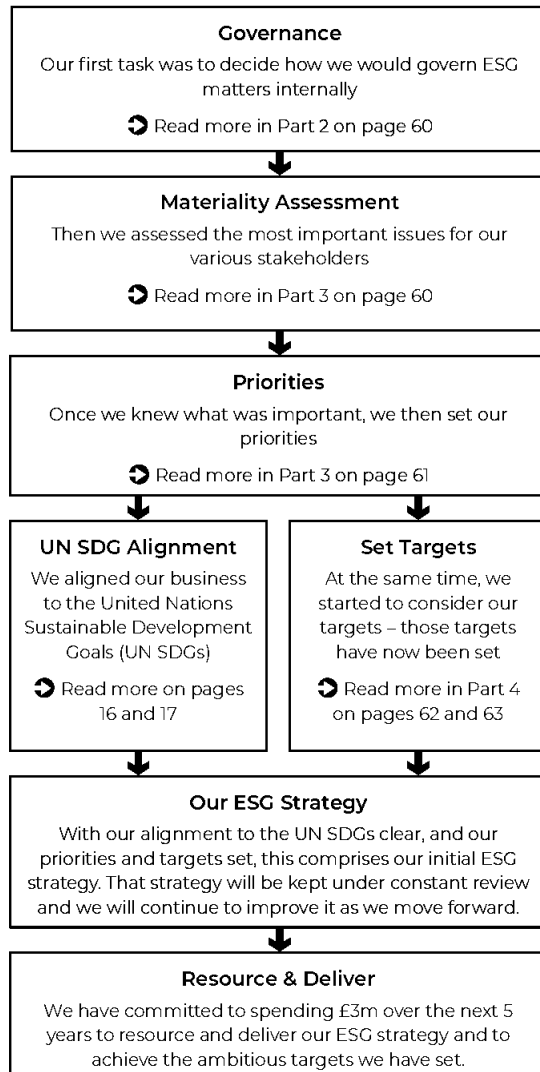 Governance
Our first task was to decide how we would govern ESG
matters internally
Read more in Part 2 on page 60
Materiality Assessment
Then we assessed the most important issues for our
various stakeholders
Read more in Part 3 on page 60
Priorities
Once we knew what was important, we then set our
priorities
Read more in Part 3 on page 61
UN SDG Alignment
We aligned our business
to the United Nations
Sustainable Development
Goals (UN SDGs)
Read more on pages
16 and 17
Set Targets
At the same time, we
started to consider our
targets – those targets
have now been set
Read more in Part 4
on pages 62 and 63
Our ESG Strategy
With our alignment to the UN SDGs clear, and our
priorities and targets set, this comprises our initial ESG
strategy. That strategy will be kept under constant review
and we will continue to improve it as we move forward.
Resource & Deliver
We have committed to spending £3m over the next 5
years to resource and deliver our ESG strategy and to
achieve the ambitious targets we have set.